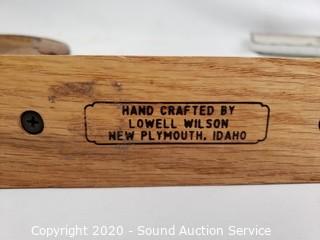 HAND CRAFTED BY
LOWELL WILSON
NEW PLYMOUTH, IDAHO
Copyright 2020 - Sound Auction Service